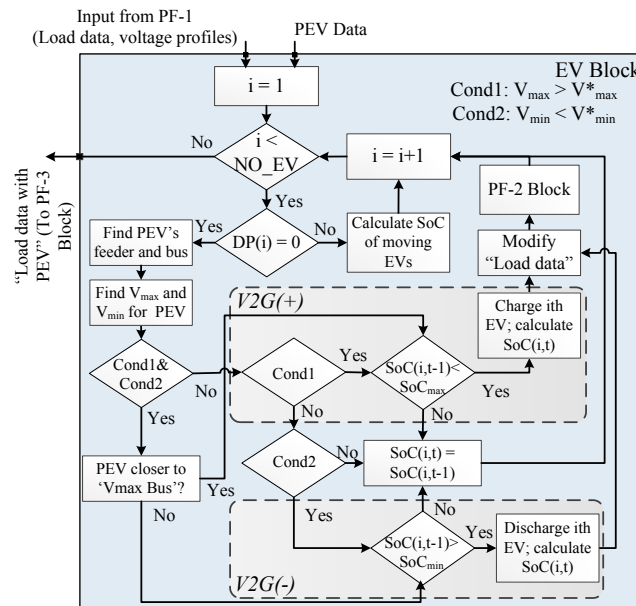 Input from PF-1
(Load data, voltage profiles)
PEV Data
EV Block
Cond1: Vmax > V*max
Cond2: Vmin < V*min
i = 1
No
i <
NO_EV
i = i+1
PF-2 Block
Yes
"Load data with
PEV" (To PF-3
Block)
Find PEV's
feeder and bus
Yes
DP(i) = 0
No
Calculate SoC
of moving
EVs
Modify
"Load data"
Find Vmax and
Vmin for PEV
V2G(+)
Charge ith
EV; calculate
SoC(i,t)
Cond1&
Cond2
No
Cond1
Yes
SoC(i,t-1)<
SoCmax
Yes
Yes
No
No
PEV closer to
'Vmax Bus'?
Yes
Cond2
No
SoC(i,t) =
SoC(i,t-1)
No
Yes
No
SoC(i,t-1)>
SoCmin
Yes
Discharge ith
EV; calculate
SoC(i,t)
V2G(-)